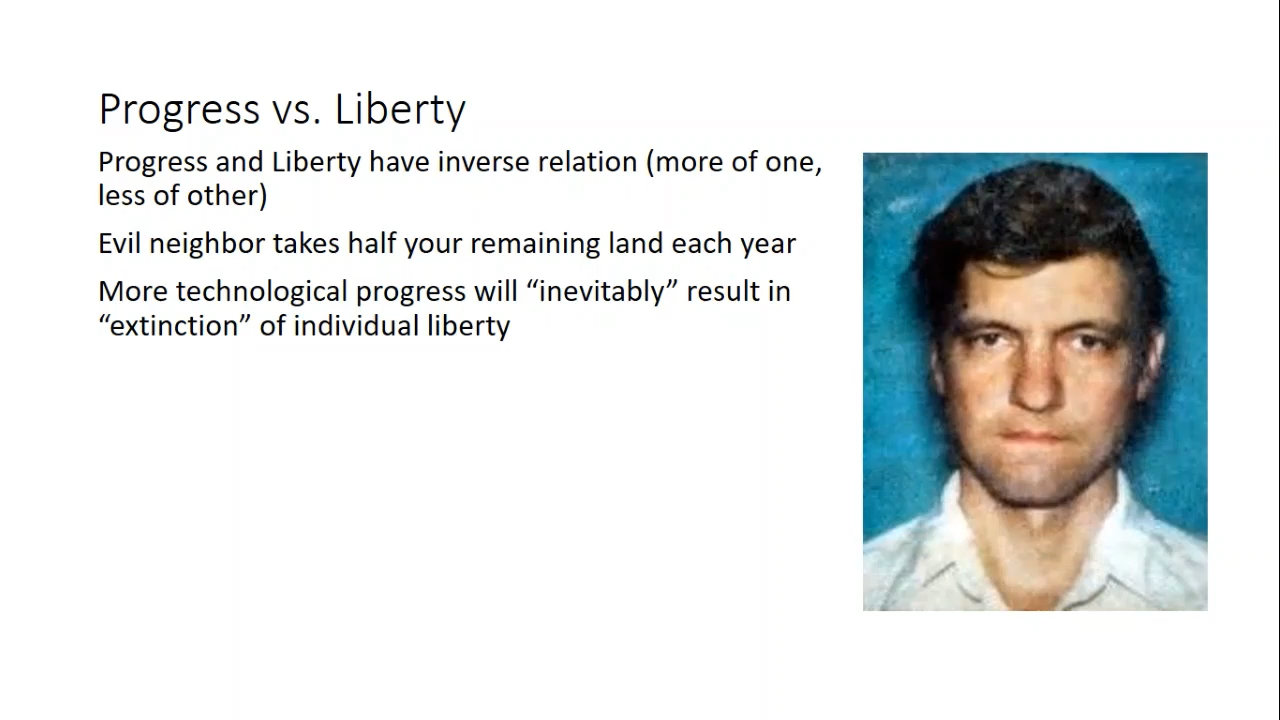 Progress vs. Liberty
Progress and Liberty have inverse relation (more of one,
less of other)
Evil neighbor takes half your remaining land each year
More technological progress will “inevitably” result in
“extinction” of individual liberty